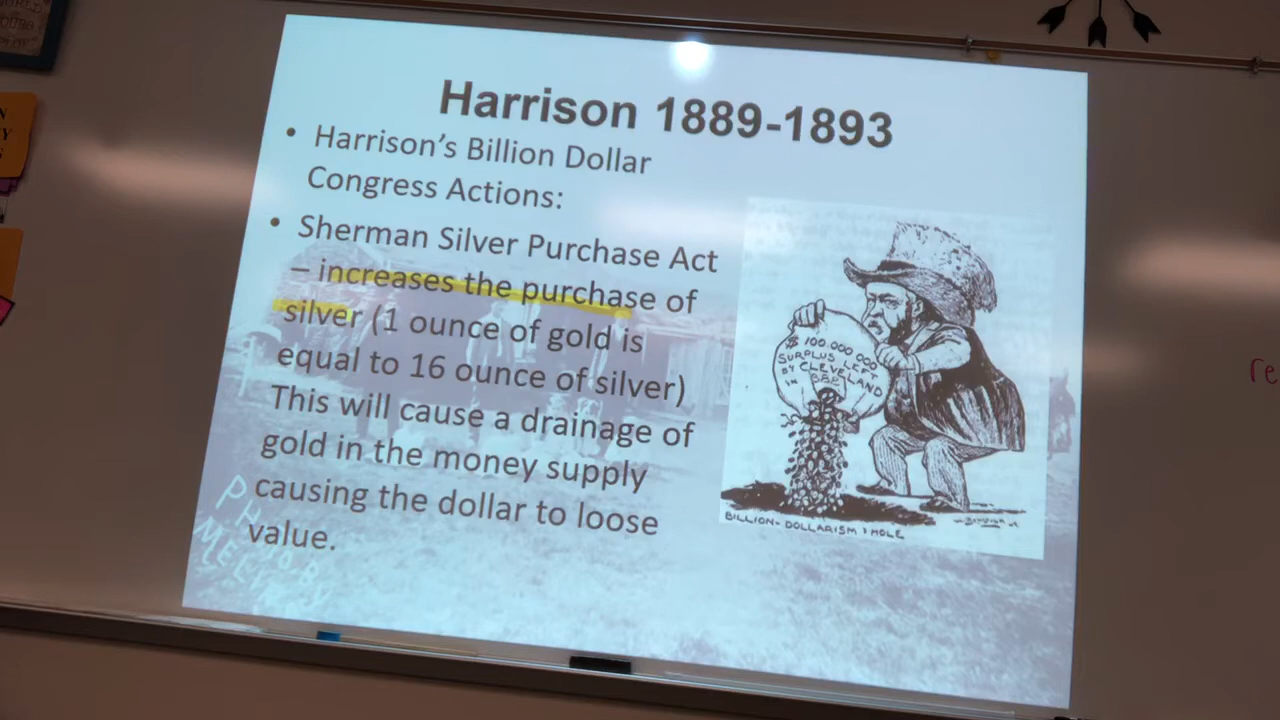 Harrison 1889-1893
• Harrison's Billion Dollar
Congress Actions:
• Sherman Silver Purchase Act
– increases the purchase of
silver (1 ounce of gold is
equal to 16 ounce of silver)
This will cause a drainage of
gold in the money supply
causing the dollar to loose
value.
$ 100.000.000
SURPLUS LEFT
BY CLEVELAND
IN
BILLION-DOLLARISM
HOLE
re
N
Y
S